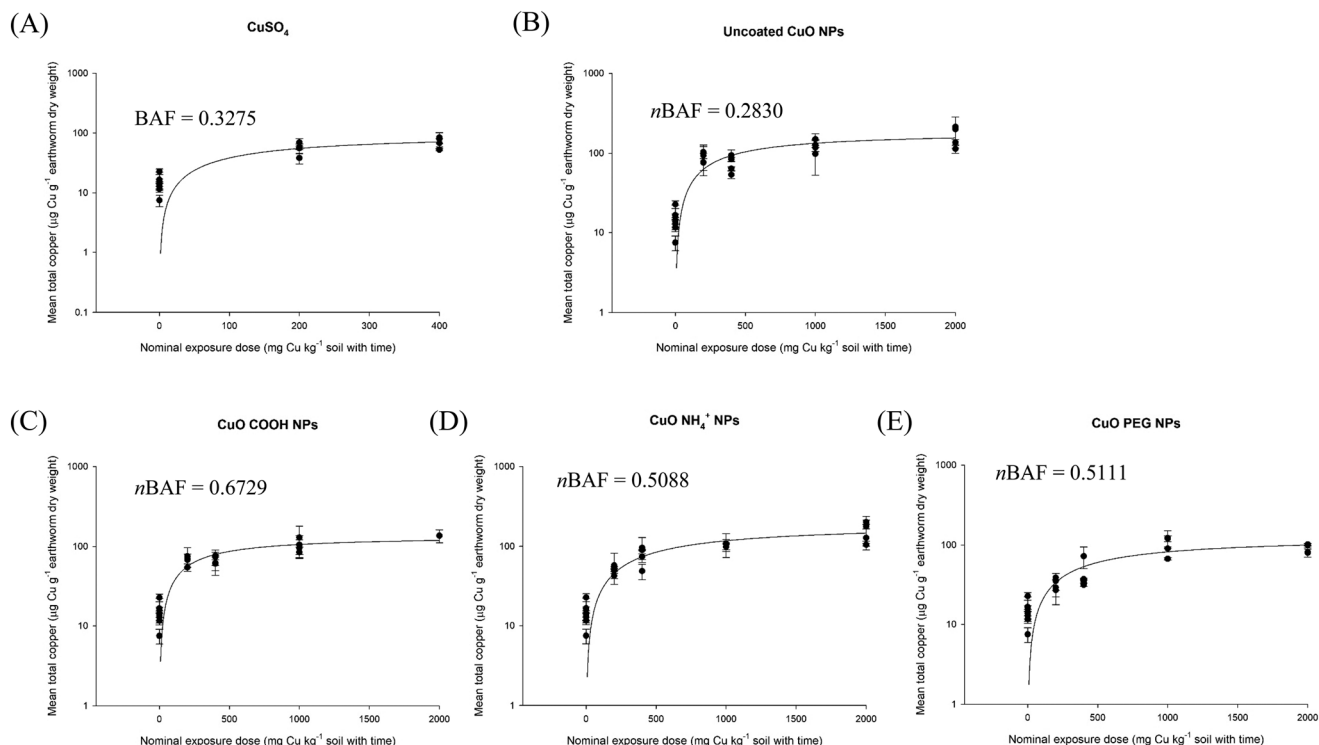 (A)
CuSO₄
Mean total copper (µg Cu g⁻¹ earthworm dry weight)
1000
100
10
1
0.1
BAF = 0.3275
0
100
200
300
400
Nominal exposure dose (mg Cu kg⁻¹ soil with time)
(B)
Uncoated CuO NPs
Mean total copper (µg Cu g⁻¹ earthworm dry weight)
1000
100
10
1
nBAF = 0.2830
0
500
1000
1500
2000
Nominal exposure dose (mg Cu kg⁻¹ soil with time)
(C)
CuO COOH NPs
Mean total copper (µg Cu g⁻¹ earthworm dry weight)
1000
100
10
1
nBAF = 0.6729
0
500
1000
1500
2000
Nominal exposure dose (mg Cu kg⁻¹ soil with time)
(D)
CuO NH₄⁺ NPs
Mean total copper (µg Cu g⁻¹ earthworm dry weight)
1000
100
10
1
nBAF = 0.5088
0
500
1000
1500
2000
Nominal exposure dose (mg Cu kg⁻¹ soil with time)
(E)
CuO PEG NPs
Mean total copper (µg Cu g⁻¹ earthworm dry weight)
1000
100
10
1
nBAF = 0.5111
0
500
1000
1500
2000
Nominal exposure dose (mg Cu kg⁻¹ soil with time)